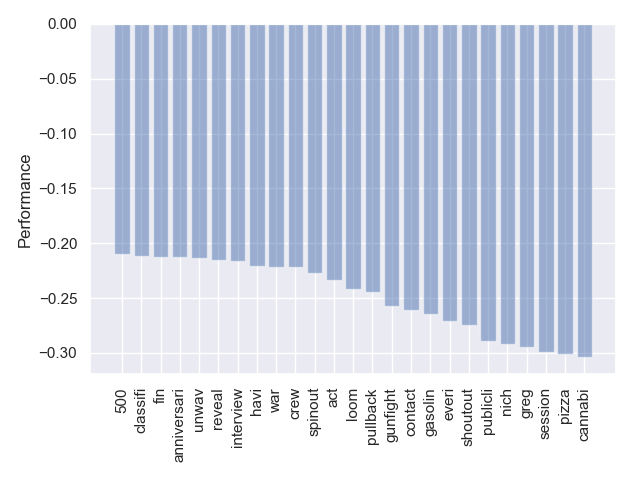 0.00
−0.05
−0.10
−0.15
−0.20
−0.25
−0.30
Performance
500
classifi
fin
anniversari
unwav
reveal
interview
havi
war
crew
spinout
act
loom
pullback
gunfight
contact
gasolin
everi
shoutout
publicli
nich
greg
session
pizza
cannabi